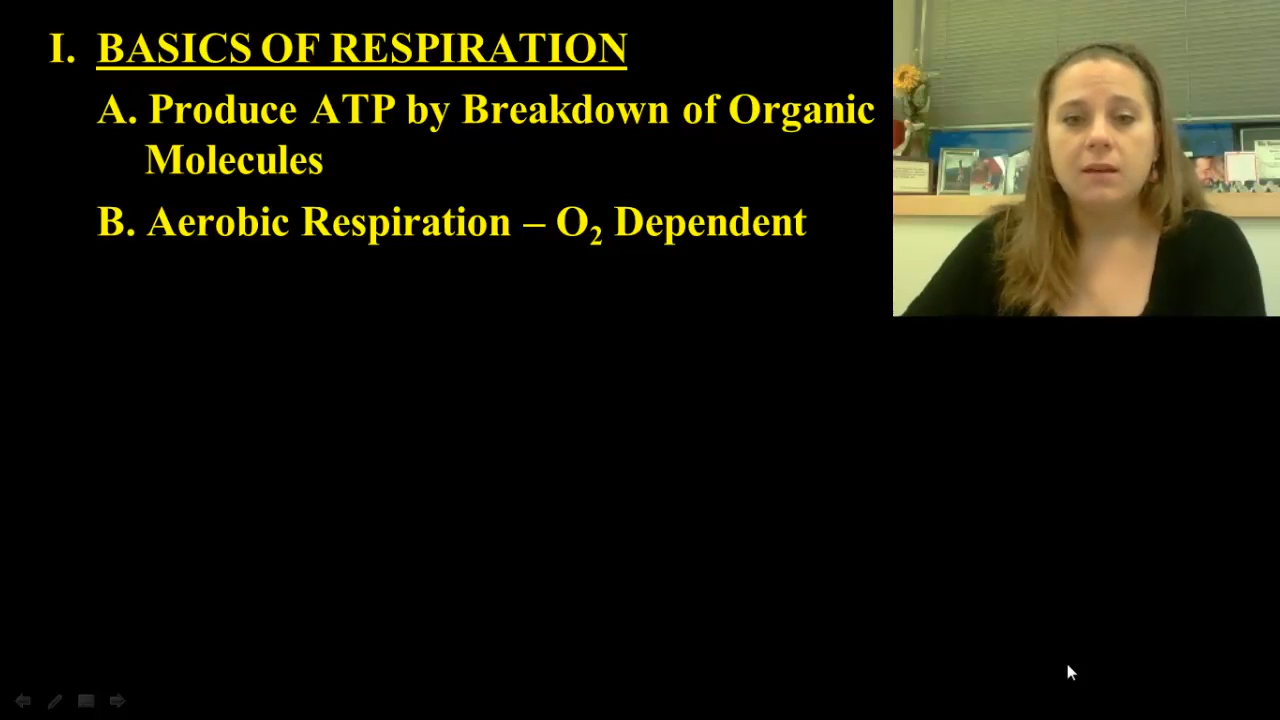 I. BASICS OF RESPIRATION
A. Produce ATP by Breakdown of Organic
Molecules
B. Aerobic Respiration – O₂ Dependent